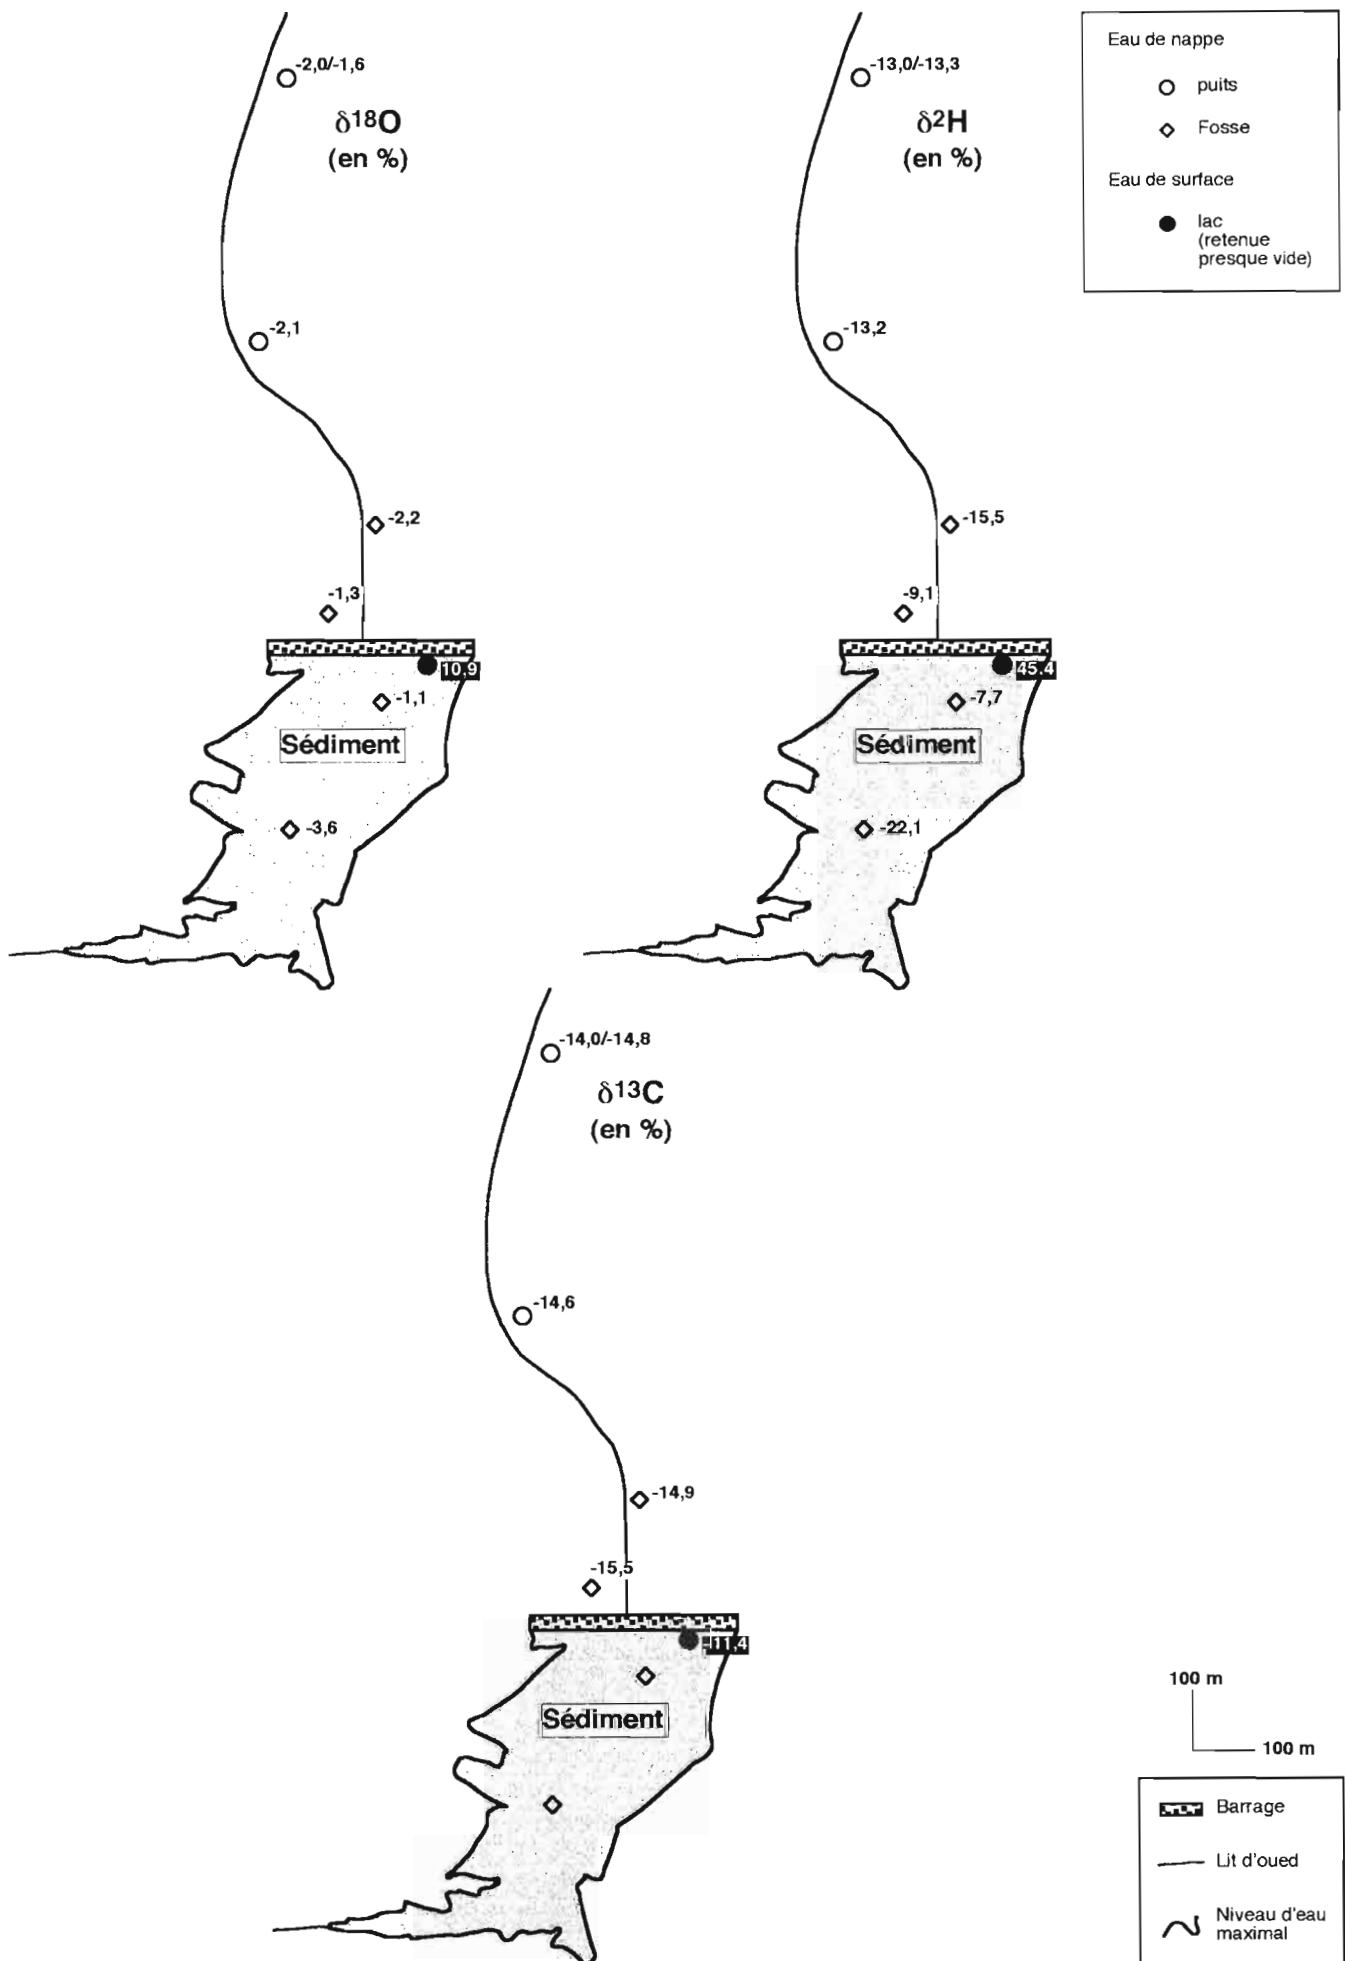 -2,0/-1,6
δ18O
(en %)
-2,1
-2,2
-1,3
10,9
-1,1
Sédiment
-3,6
-13,0/-13,3
δ2H
(en %)
-13,2
-15,5
-9,1
45,4
-7,7
Sédiment
-22,1
Eau de nappe
puits
Fosse
Eau de surface
lac
(retenue
presque vide)
-14,0/-14,8
δ13C
(en %)
-14,6
-14,9
-15,5
-11,4
Sédiment
100 m
100 m
Barrage
Lit d'oued
Niveau d'eau
maximal